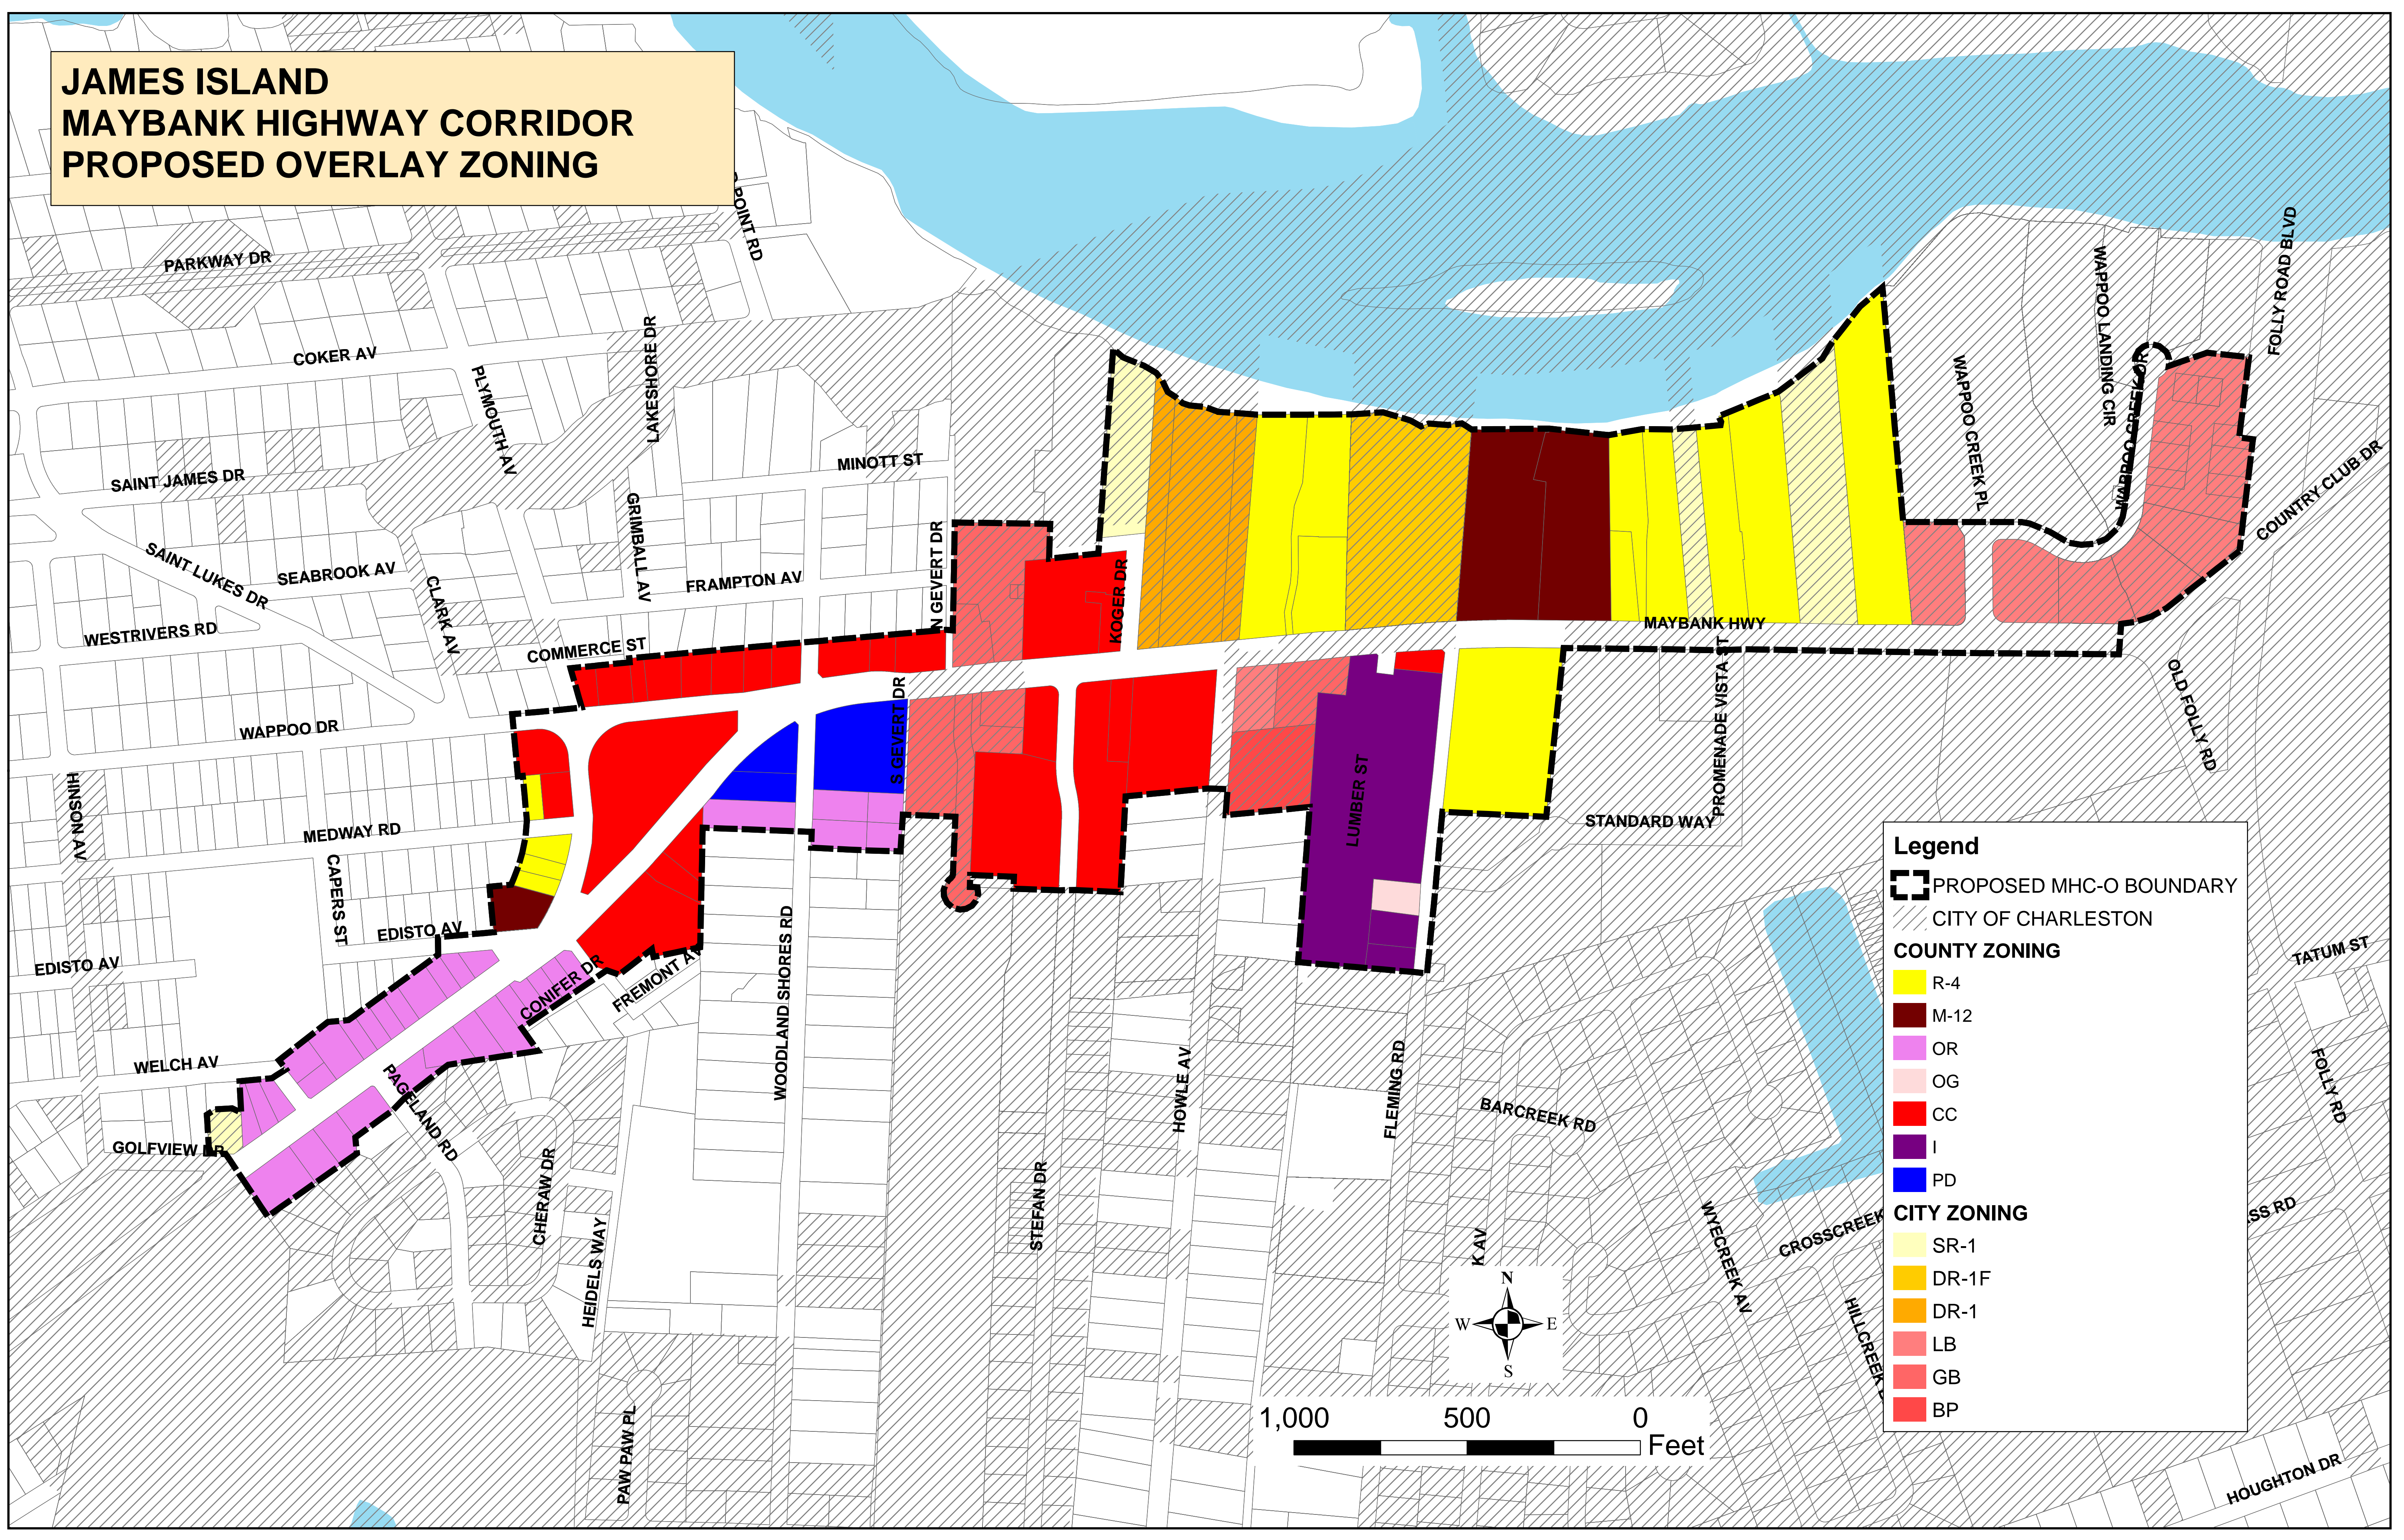 JAMES ISLAND
MAYBANK HIGHWAY CORRIDOR
PROPOSED OVERLAY ZONING
POINT RD
PARKWAY DR
FOLLY ROAD BLVD
WAPPOO LANDING CIR
COKER AV
LAKESHORE DR
PLYMOUTH AV
WAPPOO CREEK DR
WAPPOO CREEK PL
COUNTRY CLUB DR
MINOTT ST
SAINT JAMES DR
GRIMBALL AV
N GEVERT DR
SAINT LUKES DR
SEABROOK AV
FRAMPTON AV
CLARK AV
KOGER DR
WESTRIVERS RD
COMMERCE ST
MAYBANK HWY
PROMENADE VISTA ST
OLD FOLLY RD
WAPPOO DR
S GEVERT DR
HINSON AV
MEDWAY RD
LUMBER ST
STANDARD WAY
CAPERS ST
EDISTO AV
EDISTO AV
CONIFER DR
FREMONT AV
WOODLAND SHORES RD
TATUM ST
WELCH AV
PAGELAND RD
GOLFVIEW DR
CHERAW DR
HEIDELS WAY
STEFAN DR
HOWLE AV
FLEMING RD
BARCREEK RD
FOLLY RD
WYECREEK AV
CROSSCREEK
SS RD
K AV
HILLCREEK
PAW PAW PL
HOUGHTON DR
Legend
PROPOSED MHC-O BOUNDARY
CITY OF CHARLESTON
COUNTY ZONING
R-4
M-12
OR
OG
CC
I
PD
CITY ZONING
SR-1
DR-1F
DR-1
LB
GB
BP
N
W E
S
1,000 500 0
Feet